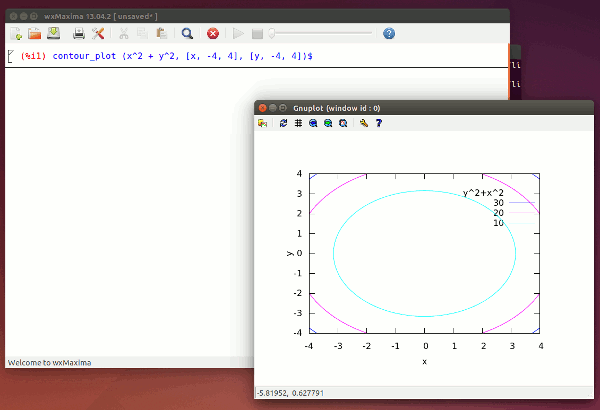 wxMaxima 13.04.2 [ unsaved* ]
(%i1) contour_plot (x^2 + y^2, [x, -4, 4], [y, -4, 4])$
li
li
Gnuplot (window id : 0)
y^2+x^2
30
20
10
4
3
2
1
0
-1
-2
-3
-4
y
-4 -3 -2 -1 0 1 2 3 4
x
Welcome to wxMaxima
-5.81952, 0.627791